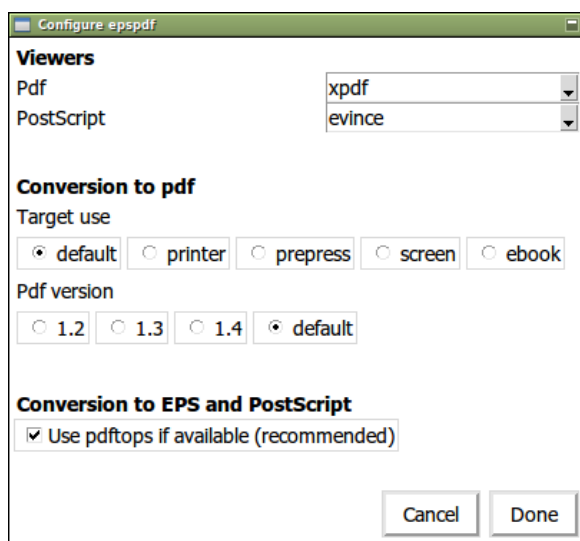 Configure epspdf
Viewers
Pdf xpdf
PostScript evince
Conversion to pdf
Target use
default printer prepress screen ebook
Pdf version
1.2 1.3 1.4 default
Conversion to EPS and PostScript
Use pdftops if available (recommended)
Cancel Done